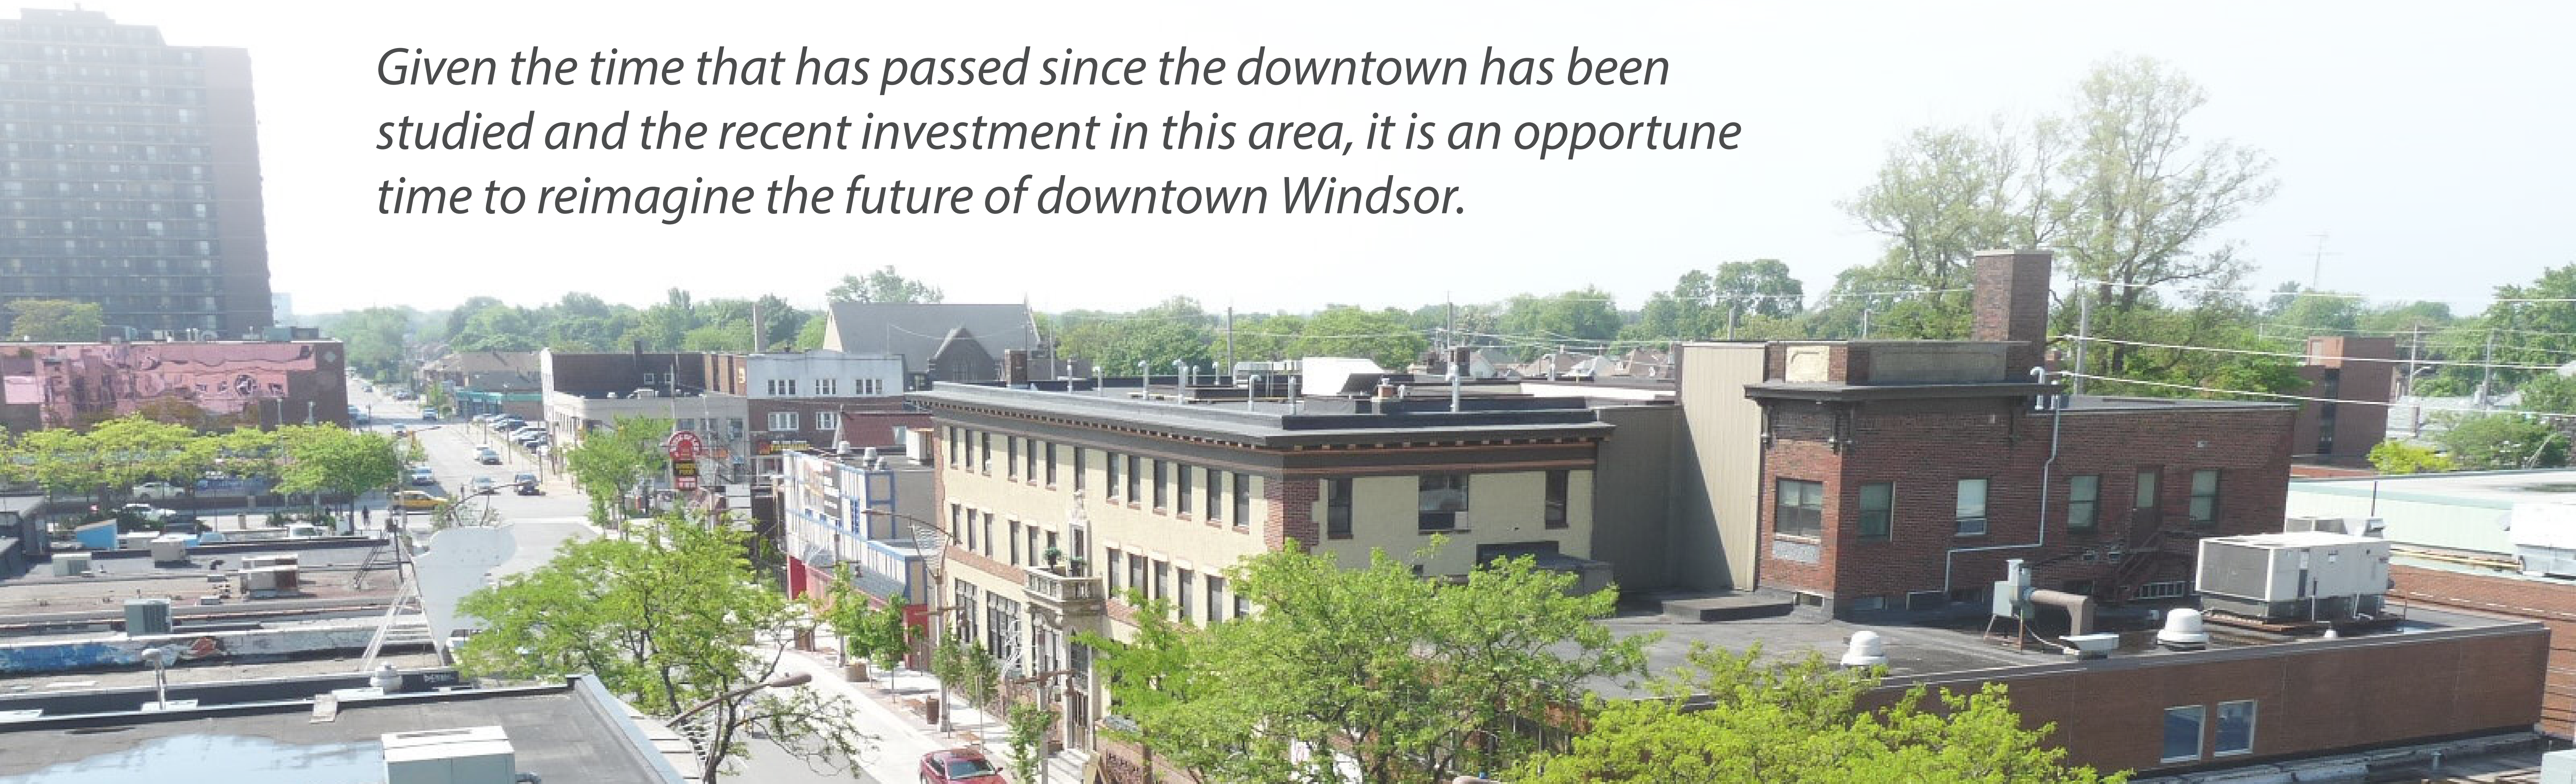 Given the time that has passed since the downtown has been
studied and the recent investment in this area, it is an opportune
time to reimagine the future of downtown Windsor.